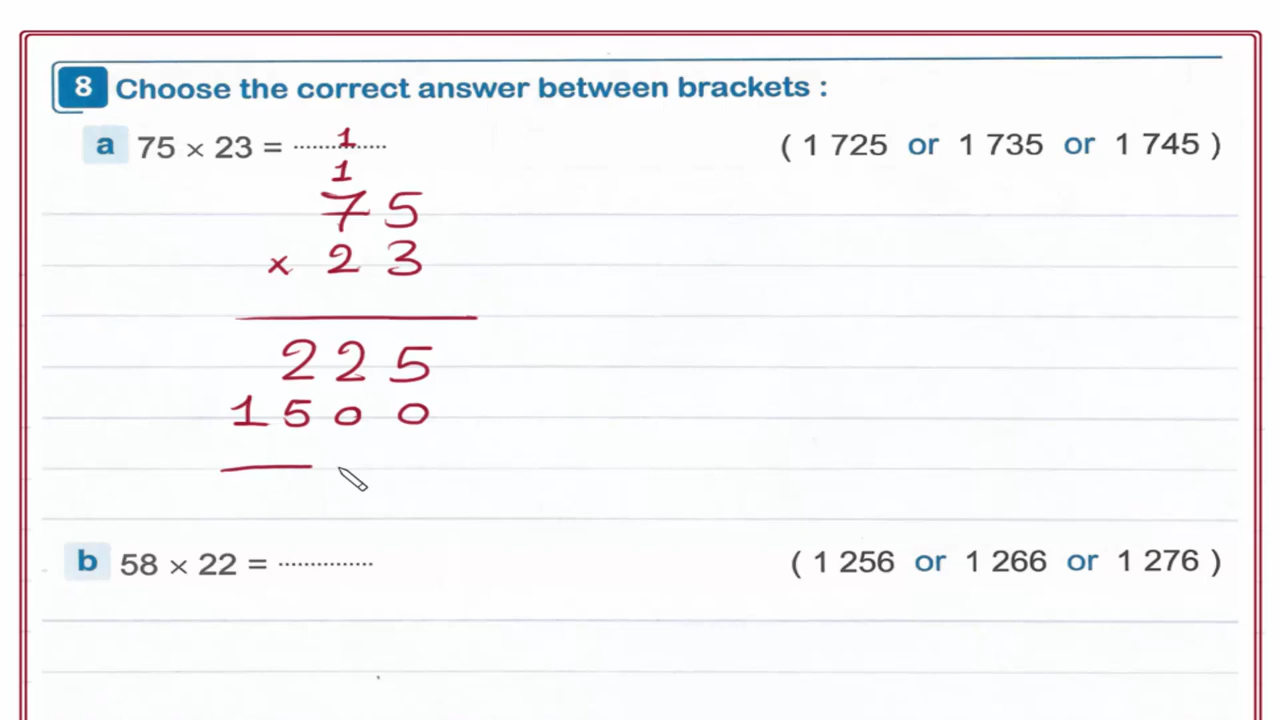 8 Choose the correct answer between brackets :
a 75 × 23 = .................. ( 1 725 or 1 735 or 1 745 )
1
1
75
× 23
225
1500
b 58 × 22 = ............... ( 1 256 or 1 266 or 1 276 )